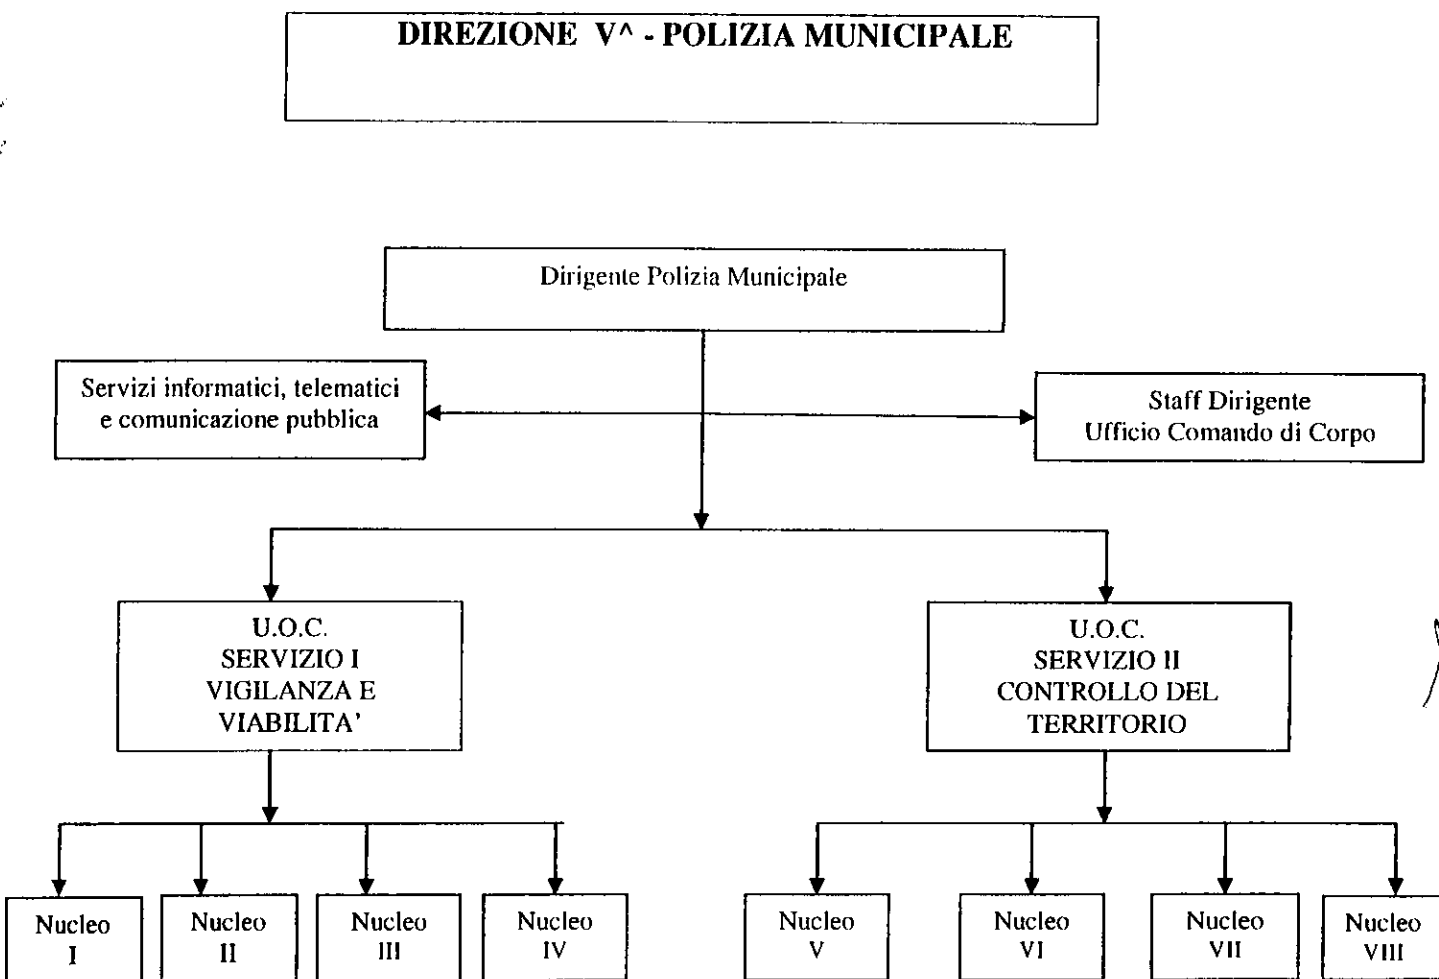 DIREZIONE V^ - POLIZIA MUNICIPALE
Dirigente Polizia Municipale
Servizi informatici, telematici
e comunicazione pubblica
Staff Dirigente
Ufficio Comando di Corpo
U.O.C.
SERVIZIO I
VIGILANZA E
VIABILITA'
U.O.C.
SERVIZIO II
CONTROLLO DEL
TERRITORIO
Nucleo
I
Nucleo
II
Nucleo
III
Nucleo
IV
Nucleo
V
Nucleo
VI
Nucleo
VII
Nucleo
VIII